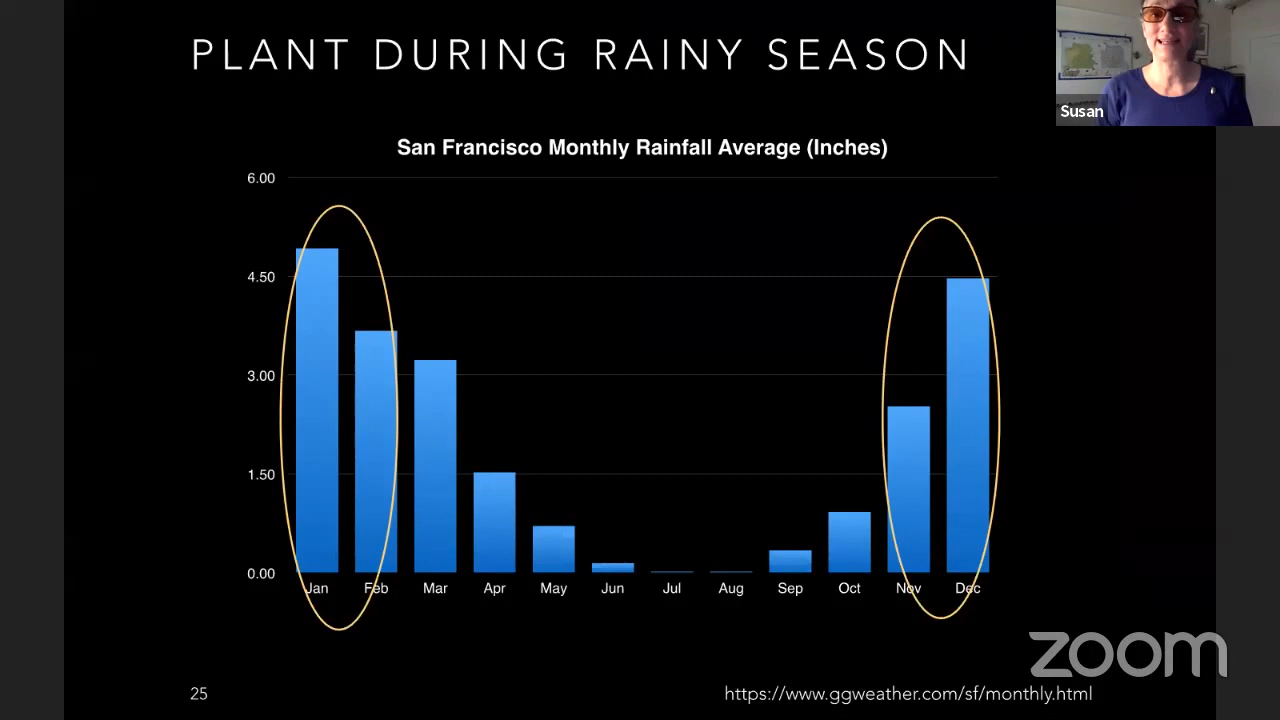 PLANT DURING RAINY SEASON
Susan
San Francisco Monthly Rainfall Average (Inches)
6.00
4.50
3.00
1.50
0.00
Jan Feb Mar Apr May Jun Jul Aug Sep Oct Nov Dec
zoom
25
https://www.ggweather.com/sf/monthly.html